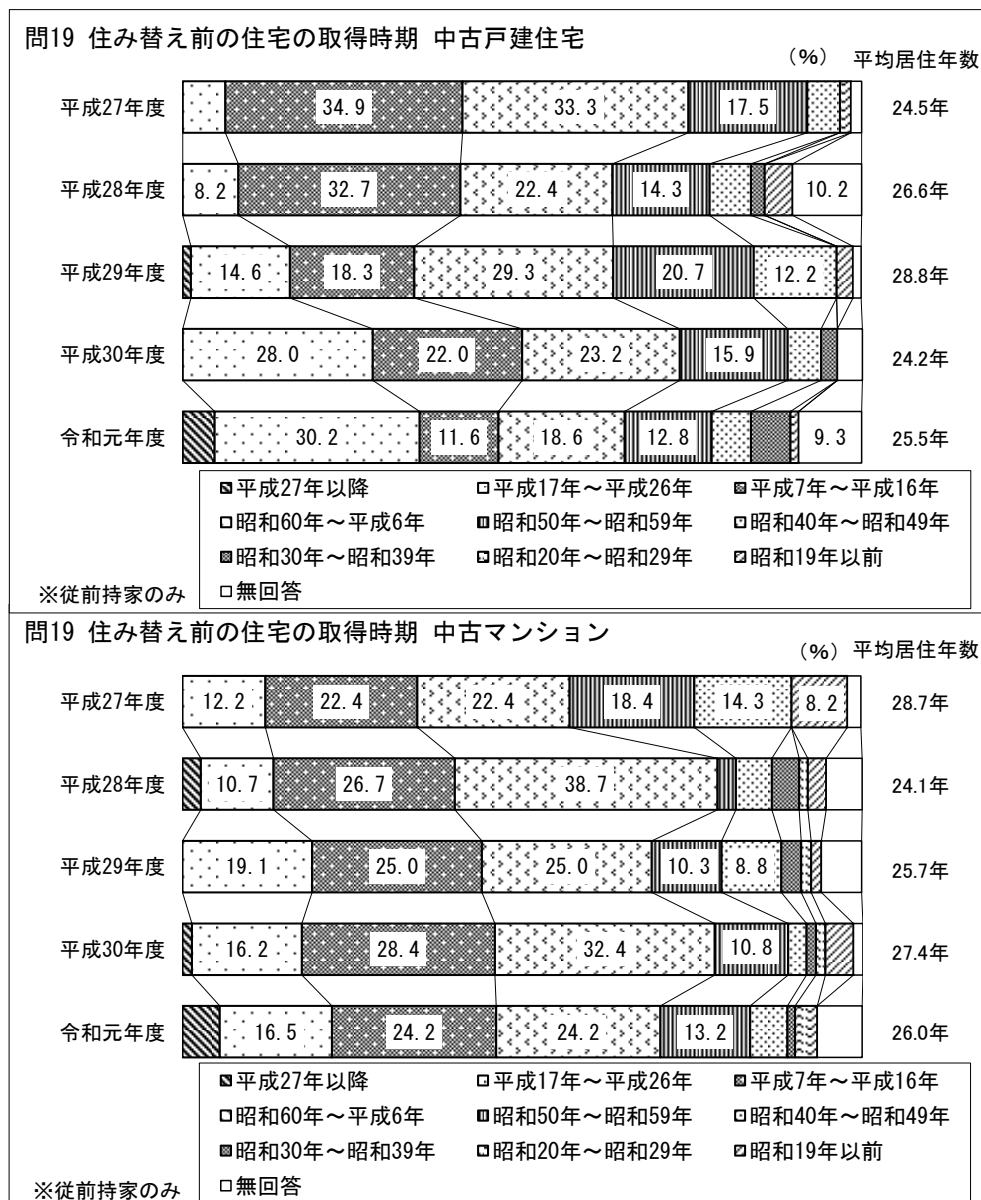 問19 住み替え前の住宅の取得時期 中古戸建住宅
（%） 平均居住年数
平成27年度 34.9 33.3 17.5 24.5年
平成28年度 8.2 32.7 22.4 14.3 10.2 26.6年
平成29年度 14.6 18.3 29.3 20.7 12.2 28.8年
平成30年度 28.0 22.0 23.2 15.9 24.2年
令和元年度 30.2 11.6 18.6 12.8 9.3 25.5年
平成27年以降 平成17年～平成26年 平成7年～平成16年
昭和60年～平成6年 昭和50年～昭和59年 昭和40年～昭和49年
昭和30年～昭和39年 昭和20年～昭和29年 昭和19年以前
※従前持家のみ 無回答
問19 住み替え前の住宅の取得時期 中古マンション
（%） 平均居住年数
平成27年度 12.2 22.4 22.4 18.4 14.3 8.2 28.7年
平成28年度 10.7 26.7 38.7 24.1年
平成29年度 19.1 25.0 25.0 10.3 8.8 25.7年
平成30年度 16.2 28.4 32.4 10.8 27.4年
令和元年度 16.5 24.2 24.2 13.2 26.0年
平成27年以降 平成17年～平成26年 平成7年～平成16年
昭和60年～平成6年 昭和50年～昭和59年 昭和40年～昭和49年
昭和30年～昭和39年 昭和20年～昭和29年 昭和19年以前
※従前持家のみ 無回答